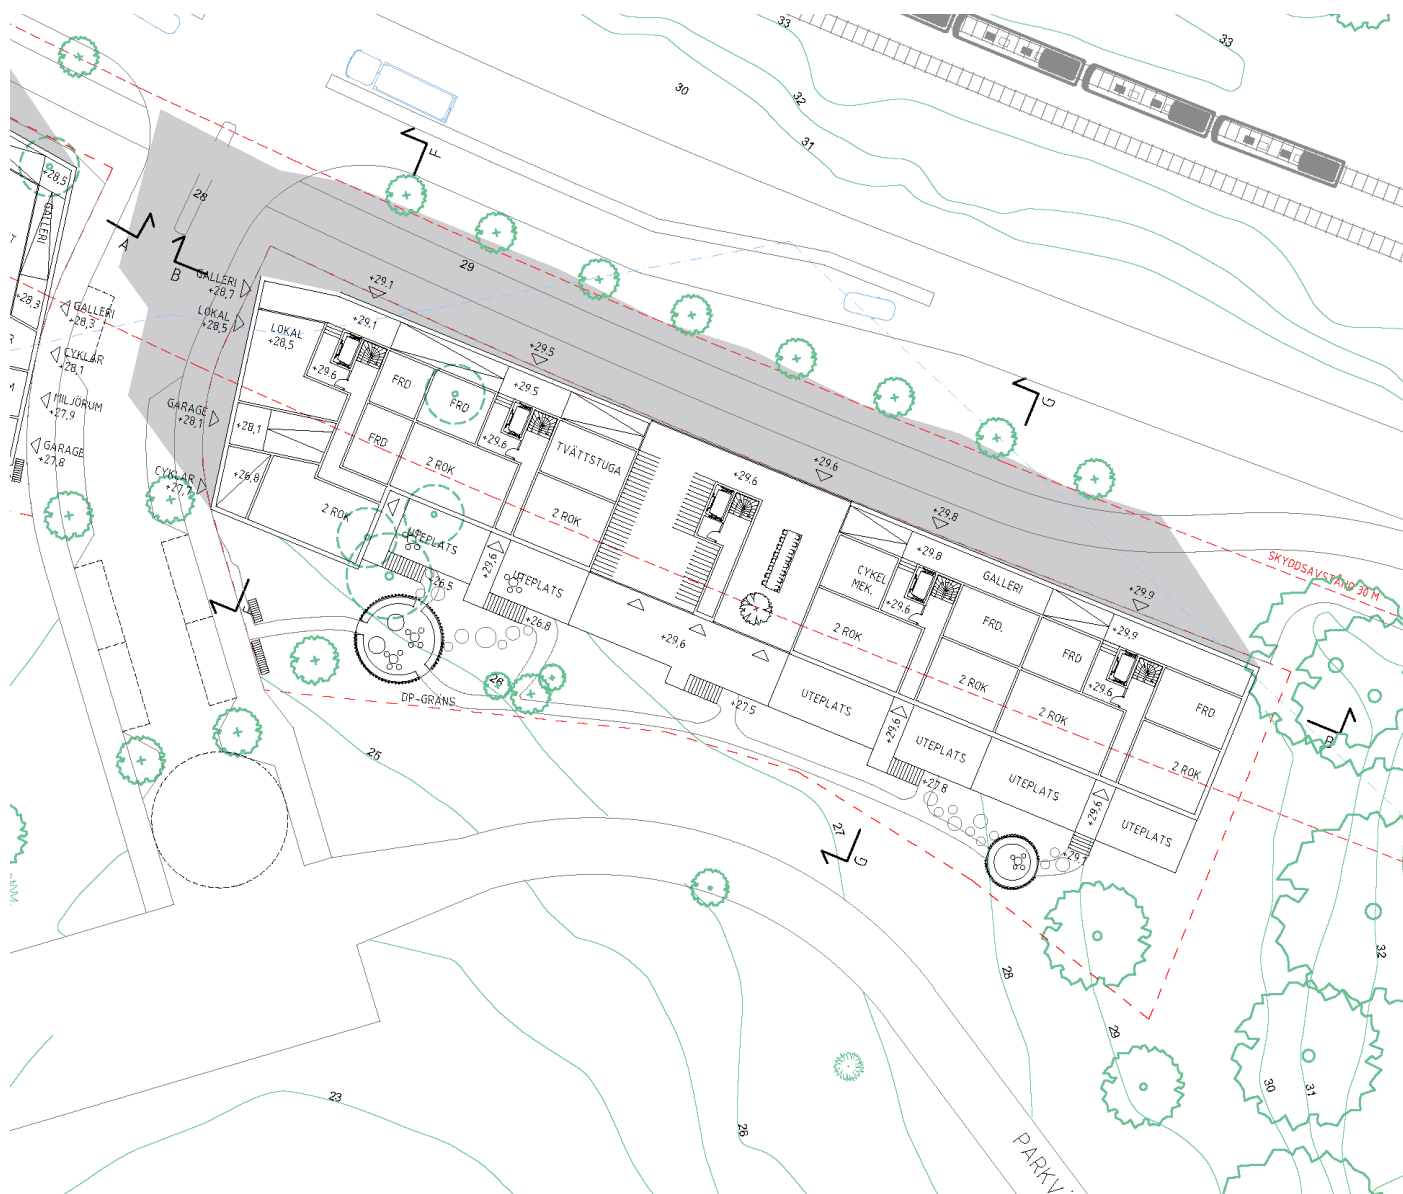 33
33
32
30
31
F
+28,5
GALLERI
28
A
B
29
+29.1
GALLERI
+28,7
LOKAL
+28,5
+28,3
GALLERI
+28,3
CYKLAR
+28,1
MILJÖRUM
+27,9
GARAGE
+27,8
GARAGE
+28,1
CYKLAR
LOKAL
+28,5
+29.1
+29.6
+29.5
+29.5
FRD
FRD
FRD
+29.6
TVÄTTSTUGA
+28,1
+26,8
2 ROK
2 ROK
2 ROK
+29.6
+29.6
+29.8
G
+29.8
GALLERI
CYKEL
MEK.
+29.6
FRD.
FRD
+29.9
+29.9
+29.6
FRD
SKYDDSAVSTÅND 30 M
UTEPLATS
+26.5
+29,6
UTEPLATS
+26.8
+29,6
2 ROK
2 ROK
2 ROK
2 ROK
UTEPLATS
+27.5
+29,6
UTEPLATS
+27.8
UTEPLATS
+29,6
UTEPLATS
B
F
26
DP-GRÄNS
25
27
G
28
29
30
31
32
23
26
PARKV